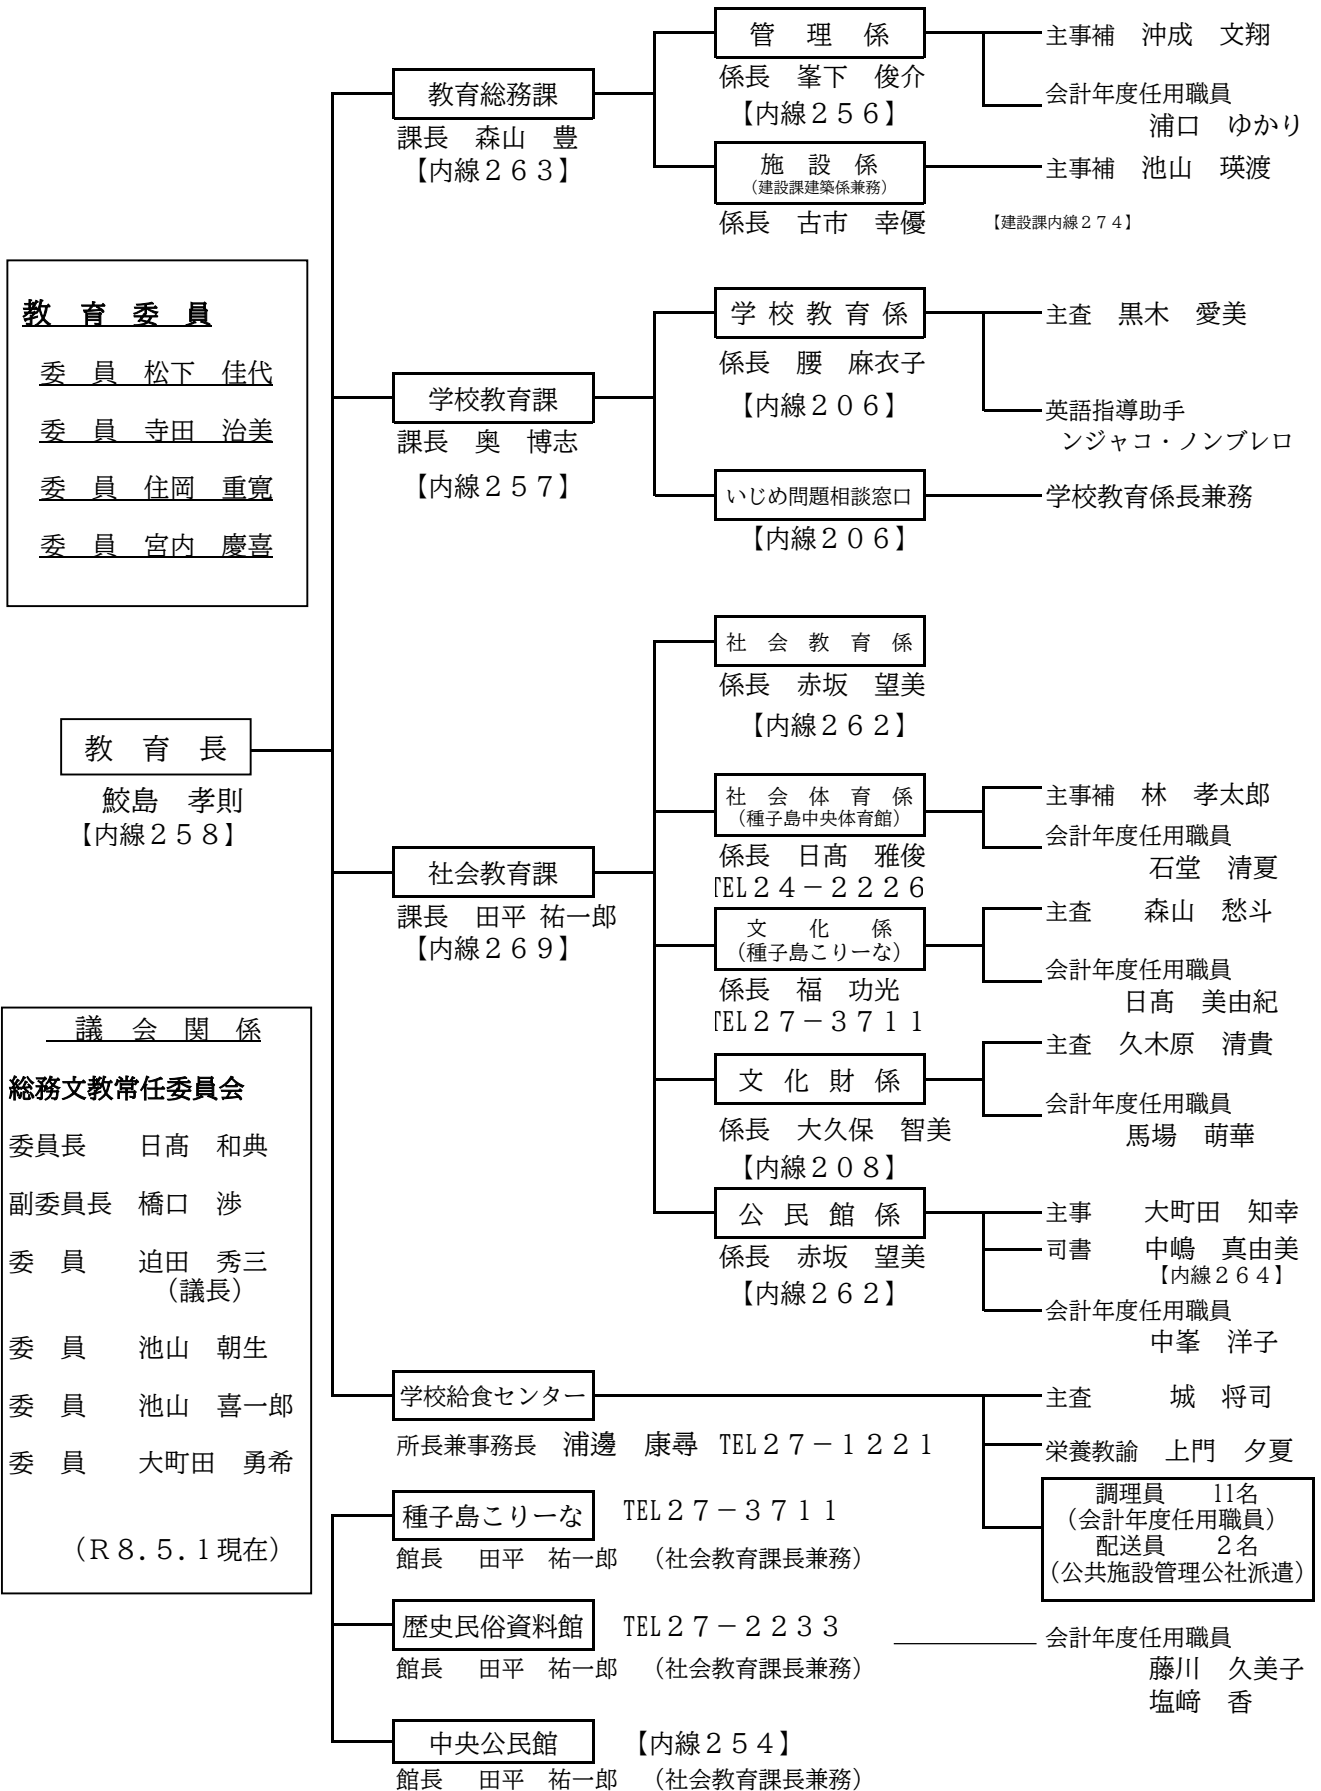 教　育　委　員
委　員　松下　佳代
委　員　寺田　治美
委　員　住岡　重寛
委　員　宮内　慶喜
教　育　長
鮫島　孝則
【内線２５８】
議　会　関　係
総務文教常任委員会
委員長　　日髙　和典
副委員長　橋口　渉
委　員　　迫田　秀三
（議長）
委　員　　池山　朝生
委　員　　池山　喜一郎
委　員　　大町田　勇希
（Ｒ８．５．１現在）
教育総務課
課長　森山　豊
【内線２６３】
管　理　係
係長　峯下　俊介
【内線２５６】
主事補　沖成　文翔
会計年度任用職員
浦口　ゆかり
施　設　係
（建設課建築係兼務）
係長　古市　幸優
主事補　池山　瑛渡
【建設課内線２７４】
学校教育課
課長　奥　博志
【内線２５７】
学 校 教 育 係
係長　腰　麻衣子
【内線２０６】
主査　黒木　愛美
英語指導助手
ンジャコ・ノンブレロ
いじめ問題相談窓口
【内線２０６】
学校教育係長兼務
社会教育課
課長　田平 祐一郎
【内線２６９】
社　会　教　育　係
係長　赤坂　望美
【内線２６２】
社　会　体　育　係
（種子島中央体育館）
係長　日髙　雅俊
TEL２４－２２２６
主事補　林　孝太郎
会計年度任用職員
石堂　清夏
文　化　係
（種子島こりーな）
係長　福　功光
TEL２７－３７１１
主査　　森山　愁斗
会計年度任用職員
日髙　美由紀
文 化 財 係
係長　大久保　智美
【内線２０８】
主査　久木原　清貴
会計年度任用職員
馬場　萌華
公 民 館 係
係長　赤坂　望美
【内線２６２】
主事　　大町田　知幸
司書　　中嶋　真由美
【内線２６４】
会計年度任用職員
中峯　洋子
学校給食センター
所長兼事務長　浦邉　康尋　TEL２７－１２２１
主査　　　城　将司
栄養教諭　上門　夕夏
調理員　　11名
（会計年度任用職員）
配送員　　２名
（公共施設管理公社派遣）
種子島こりーな　TEL２７－３７１１
館長　田平　祐一郎　（社会教育課長兼務）
歴史民俗資料館　TEL２７－２２３３
館長　田平　祐一郎　（社会教育課長兼務）
会計年度任用職員
藤川　久美子
塩﨑　香
中央公民館　【内線２５４】
館長　田平　祐一郎　（社会教育課長兼務）